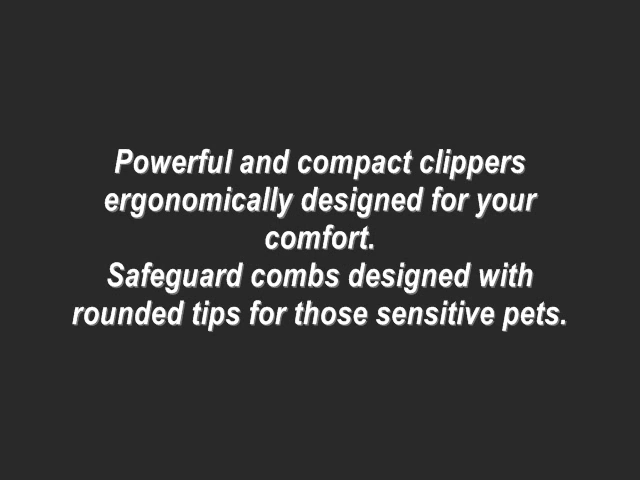 Powerful and compact clippers
ergonomically designed for your
comfort.
Safeguard combs designed with
rounded tips for those sensitive pets.